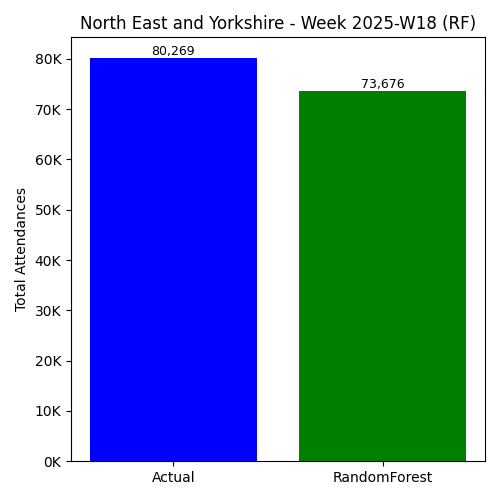 North East and Yorkshire - Week 2025-W18 (RF)
80,269
73,676
Total Attendances
80K
70K
60K
50K
40K
30K
20K
10K
0K
Actual
RandomForest